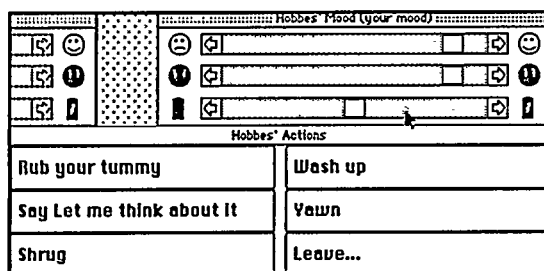 Hobbes' Mood (your mood)
Hobbes' Actions
Rub your tummy
Wash up
Say Let me think about it
Yawn
Shrug
Leave...